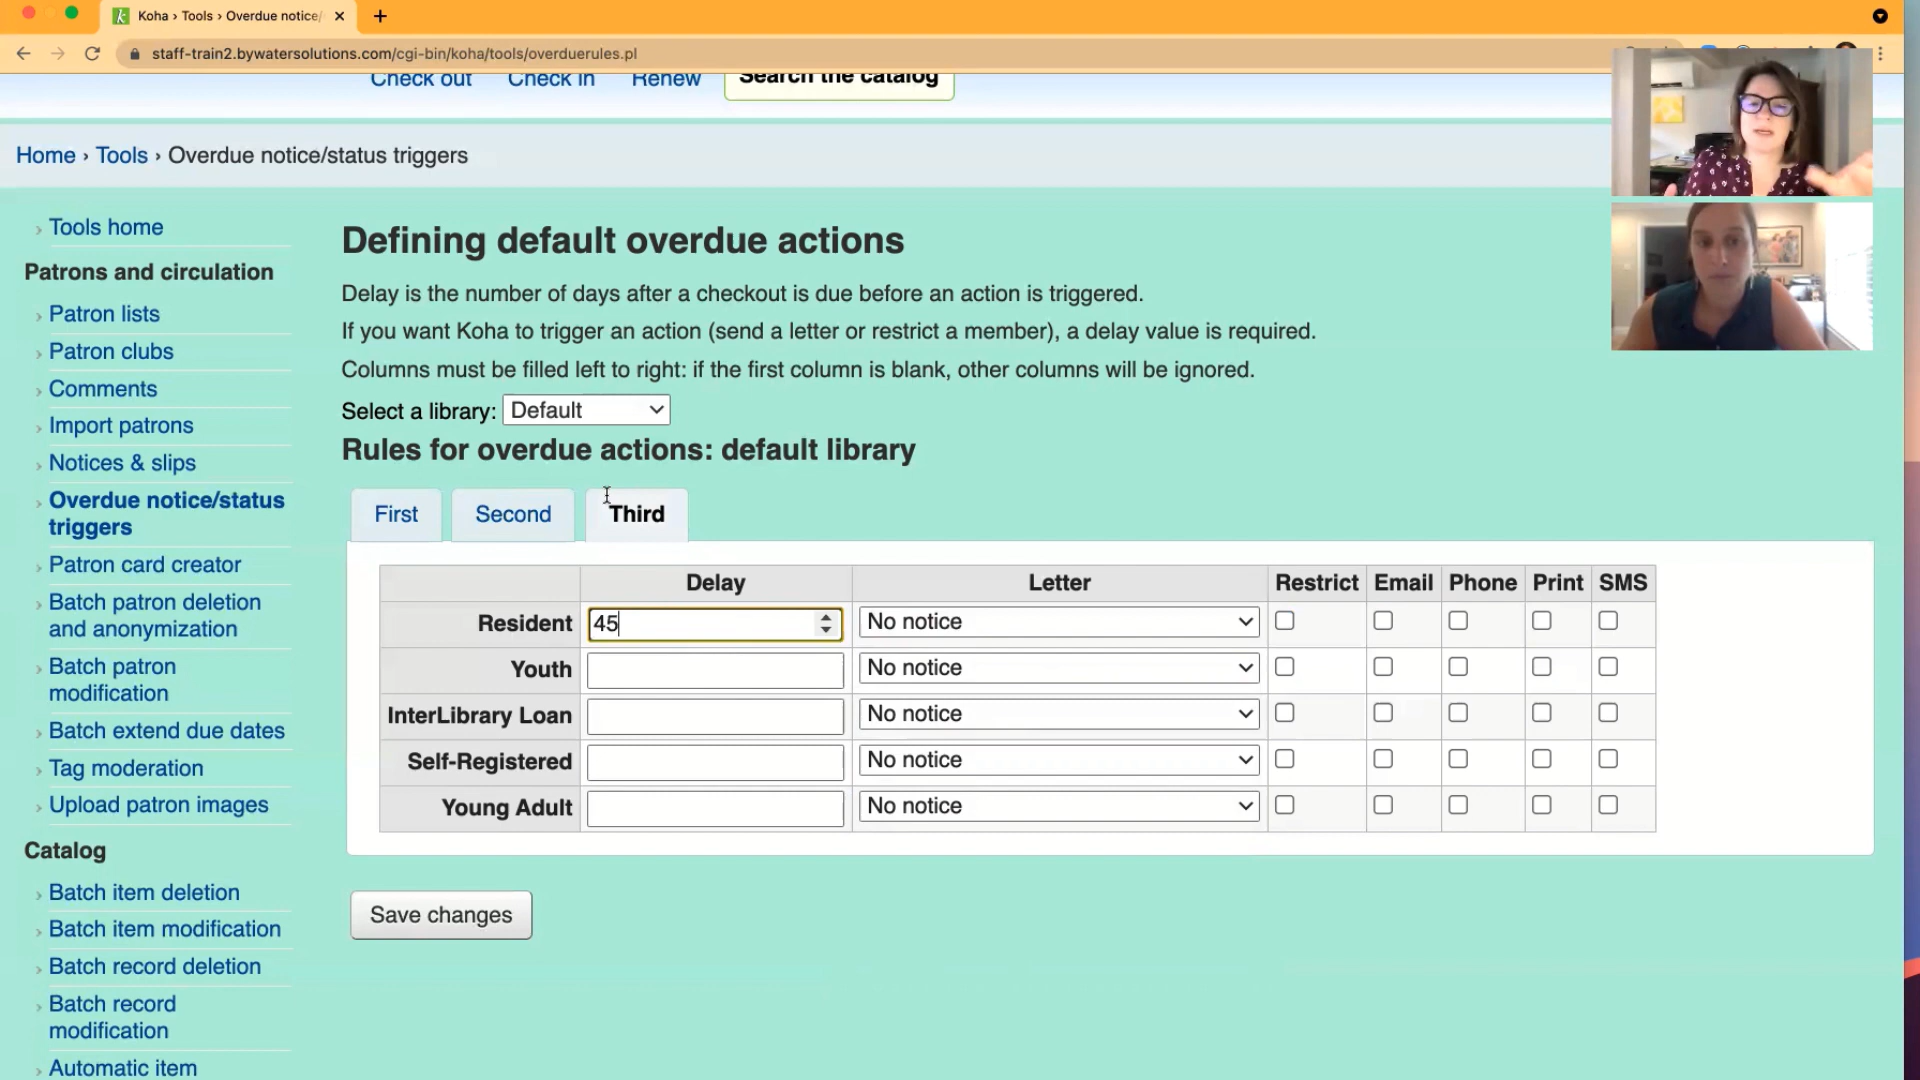 Koha › Tools › Overdue notice/
staff-train2.bywatersolutions.com/cgi-bin/koha/tools/overduerules.pl
Check out
Check in
Renew
Search the catalog
Home › Tools › Overdue notice/status triggers
Tools home
Patrons and circulation
Patron lists
Patron clubs
Comments
Import patrons
Notices & slips
Overdue notice/status
triggers
Patron card creator
Batch patron deletion
and anonymization
Batch patron
modification
Batch extend due dates
Tag moderation
Upload patron images
Catalog
Batch item deletion
Batch item modification
Batch record deletion
Batch record
modification
Automatic item
Defining default overdue actions
Delay is the number of days after a checkout is due before an action is triggered.
If you want Koha to trigger an action (send a letter or restrict a member), a delay value is required.
Columns must be filled left to right: if the first column is blank, other columns will be ignored.
Select a library: Default
Rules for overdue actions: default library
First Second Third
Delay Letter Restrict Email Phone Print SMS
Resident 45 No notice
Youth No notice
InterLibrary Loan No notice
Self-Registered No notice
Young Adult No notice
Save changes